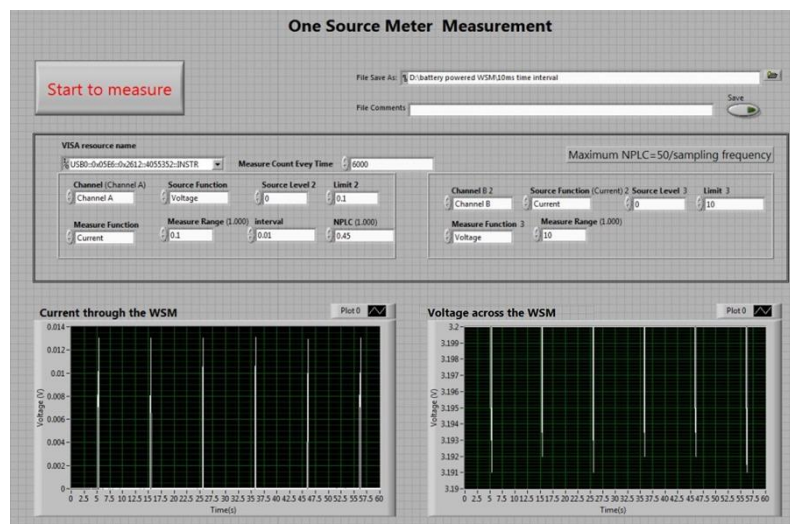 One Source Meter Measurement
Start to measure
File Save As: D:\battery powered WSM\10ms time interval
File Comments
Save
VISA resource name
USB0::0x05E6::0x2612::4055352::INSTR
Measure Count Evey Time 6000
Maximum NPLC=50/sampling frequency
Channel (Channel A) Source Function Source Level 2 Limit 2
Channel A Voltage 0 0.1
Measure Function Measure Range (1.000) interval NPLC (1.000)
Current 0.1 0.01 0.45
Channel B 2 Source Function (Current) 2 Source Level 3 Limit 3
Channel B Current 0 10
Measure Function 3 Measure Range (1.000)
Voltage 10
Current through the WSM Plot 0
0.014
0.012
0.01
0.008
0.006
0.004
0.002
0
Voltage (V)
0 2.5 5 7.5 10 12.5 15 17.5 20 22.5 25 27.5 30 32.5 35 37.5 40 42.5 45 47.5 50 52.5 55 57.5 60
Time(s)
Voltage across the WSM Plot 0
3.2
3.199
3.198
3.197
3.196
3.195
3.194
3.193
3.192
3.191
3.19
Voltage (V)
0 2.5 5 7.5 10 12.5 15 17.5 20 22.5 25 27.5 30 32.5 35 37.5 40 42.5 45 47.5 50 52.5 55 57.5 60
Time(s)